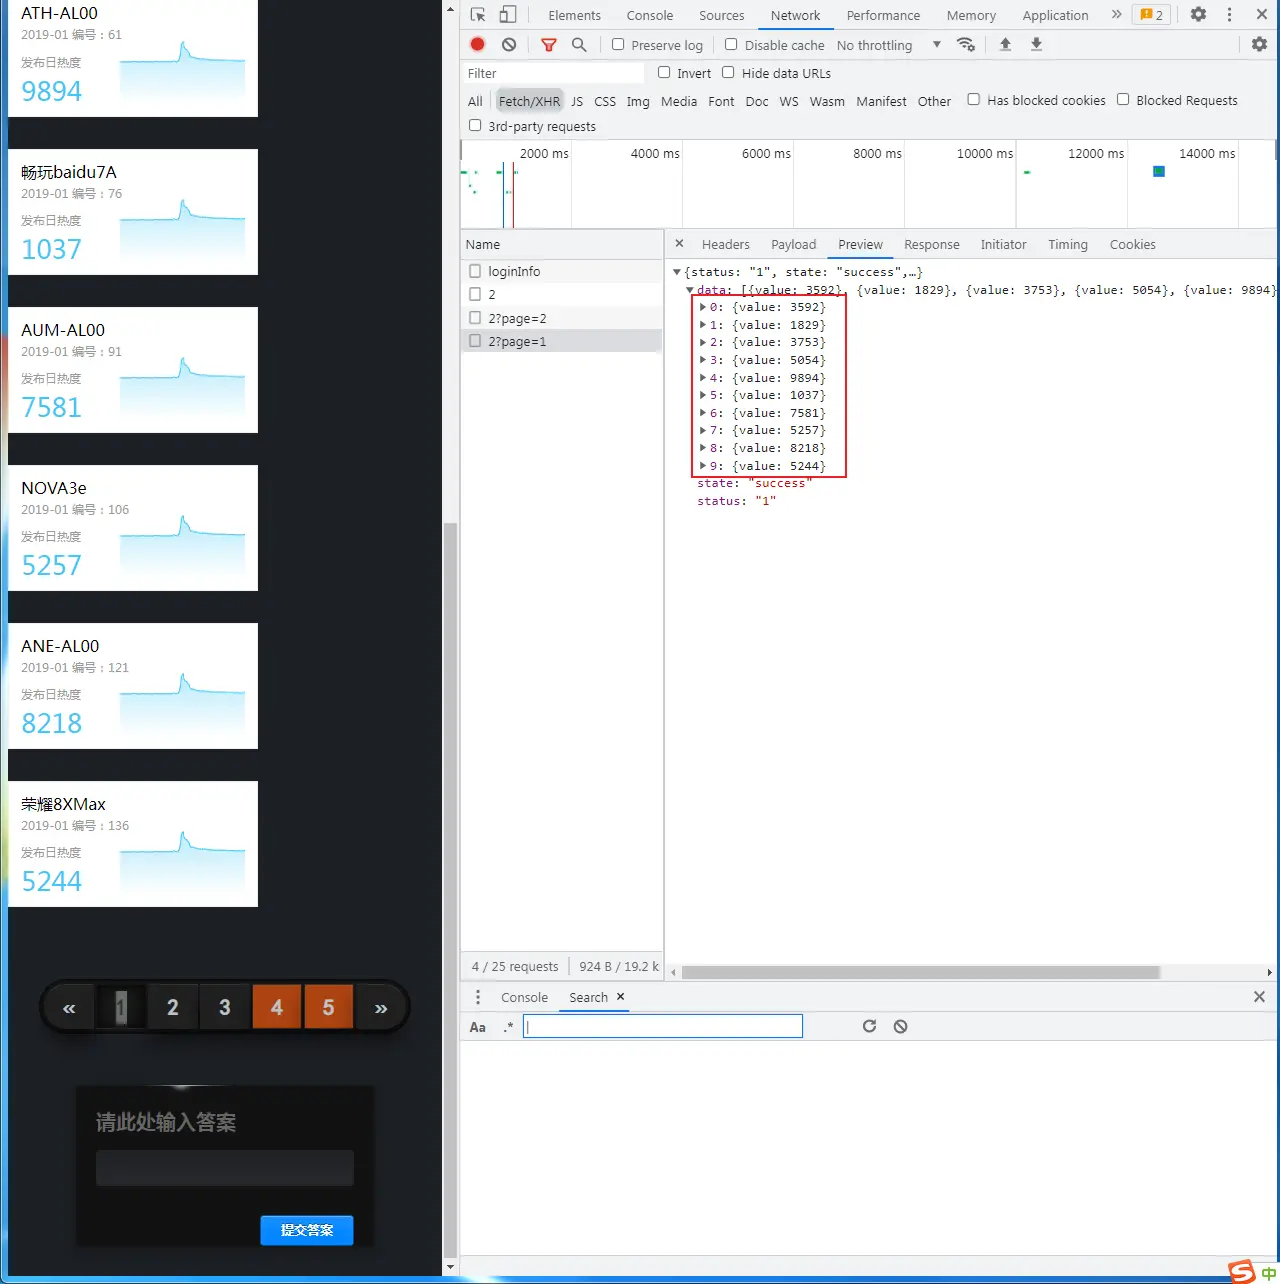 ATH-AL00
2019-01 编号：61
发布日热度
9894
畅玩baidu7A
2019-01 编号：76
发布日热度
1037
AUM-AL00
2019-01 编号：91
发布日热度
7581
NOVA3e
2019-01 编号：106
发布日热度
5257
ANE-AL00
2019-01 编号：121
发布日热度
8218
荣耀8XMax
2019-01 编号：136
发布日热度
5244
« 1 2 3 4 5 »
请此处输入答案
提交答案
Elements Console Sources Network Performance Memory Application » 2
Preserve log Disable cache No throttling
Filter Invert Hide data URLs
All Fetch/XHR JS CSS Img Media Font Doc WS Wasm Manifest Other Has blocked cookies Blocked Requests
3rd-party requests
2000 ms 4000 ms 6000 ms 8000 ms 10000 ms 12000 ms 14000 ms
Name
loginInfo
2
2?page=2
2?page=1
4 / 25 requests 924 B / 19.2 k
× Headers Payload Preview Response Initiator Timing Cookies
{status: "1", state: "success",…}
data: [{value: 3592}, {value: 1829}, {value: 3753}, {value: 5054}, {value: 9894}
0: {value: 3592}
1: {value: 1829}
2: {value: 3753}
3: {value: 5054}
4: {value: 9894}
5: {value: 1037}
6: {value: 7581}
7: {value: 5257}
8: {value: 8218}
9: {value: 5244}
state: "success"
status: "1"
Console Search ×
Aa .*
S 中